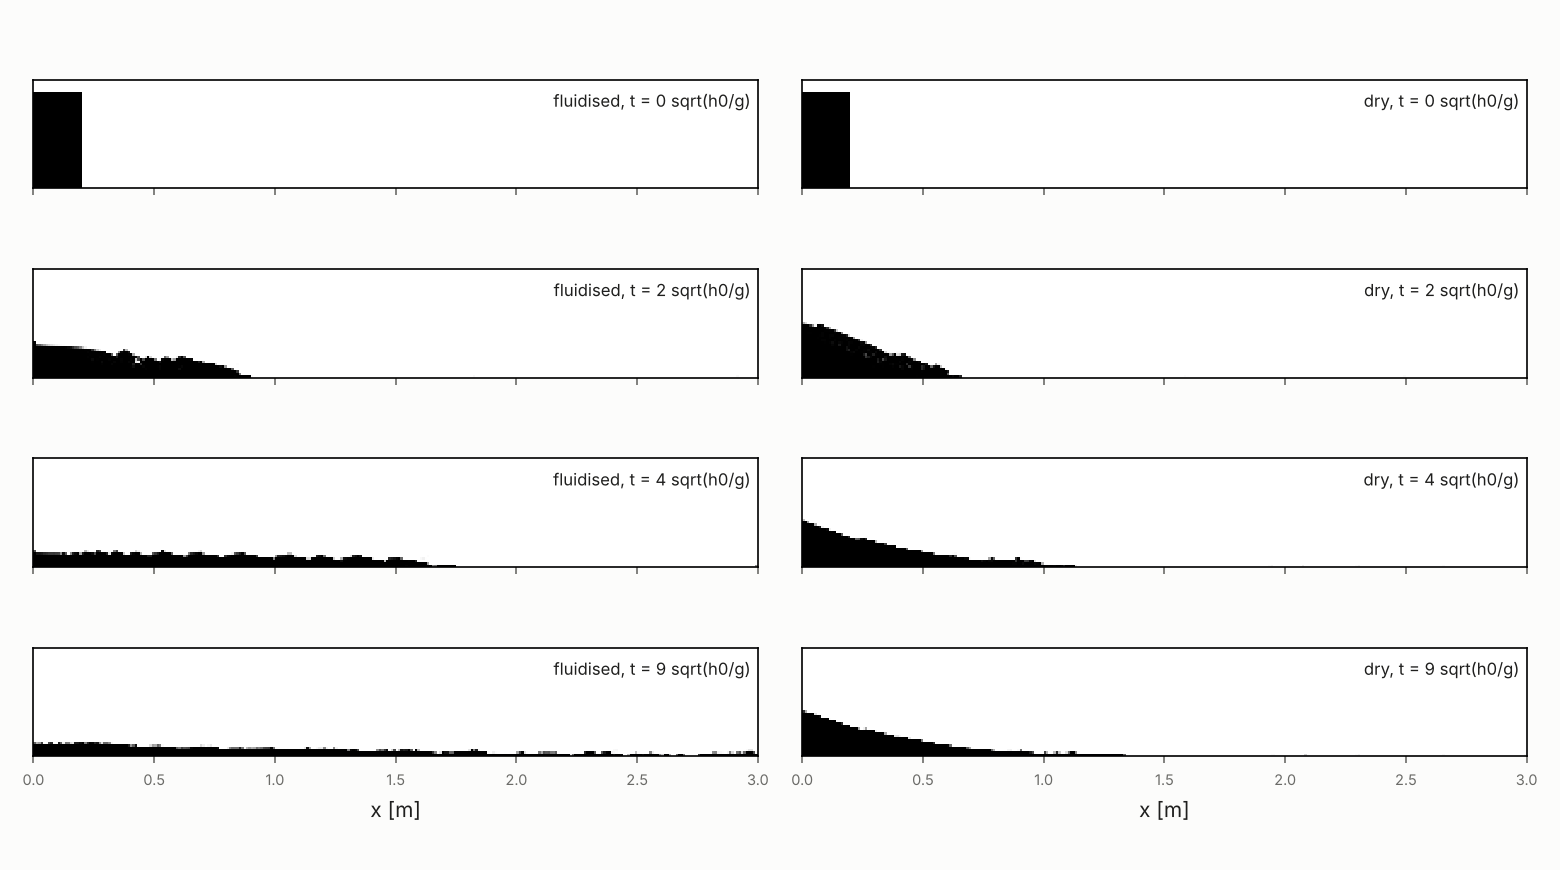 fluidised, t = 0 sqrt(h0/g)
dry, t = 0 sqrt(h0/g)
fluidised, t = 2 sqrt(h0/g)
dry, t = 2 sqrt(h0/g)
fluidised, t = 4 sqrt(h0/g)
dry, t = 4 sqrt(h0/g)
fluidised, t = 9 sqrt(h0/g)
dry, t = 9 sqrt(h0/g)
0.0 0.5 1.0 1.5 2.0 2.5 3.0
0.0 0.5 1.0 1.5 2.0 2.5 3.0
x [m]
x [m]